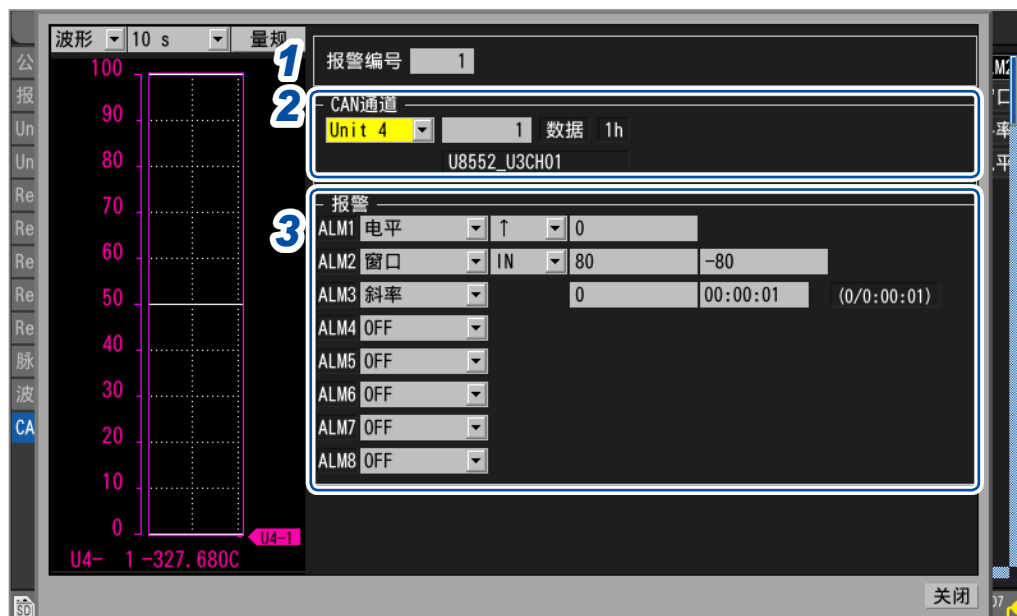 波形 10 s 量规
1
报警编号 1
公
报
Un
Un
Re
Re
Re
Re
Re
脉
波
CA
100
90
80
70
60
50
40
30
20
10
0
U4-1
U4- 1 -327.680C
2
CAN通道
Unit 4 1 数据 1h
U8552_U3CH01
3
报警
ALM1 电平 ↑ 0
ALM2 窗口 IN 80 -80
ALM3 斜率 0 00:00:01 (0/0:00:01)
ALM4 OFF
ALM5 OFF
ALM6 OFF
ALM7 OFF
ALM8 OFF
关闭
SD
07